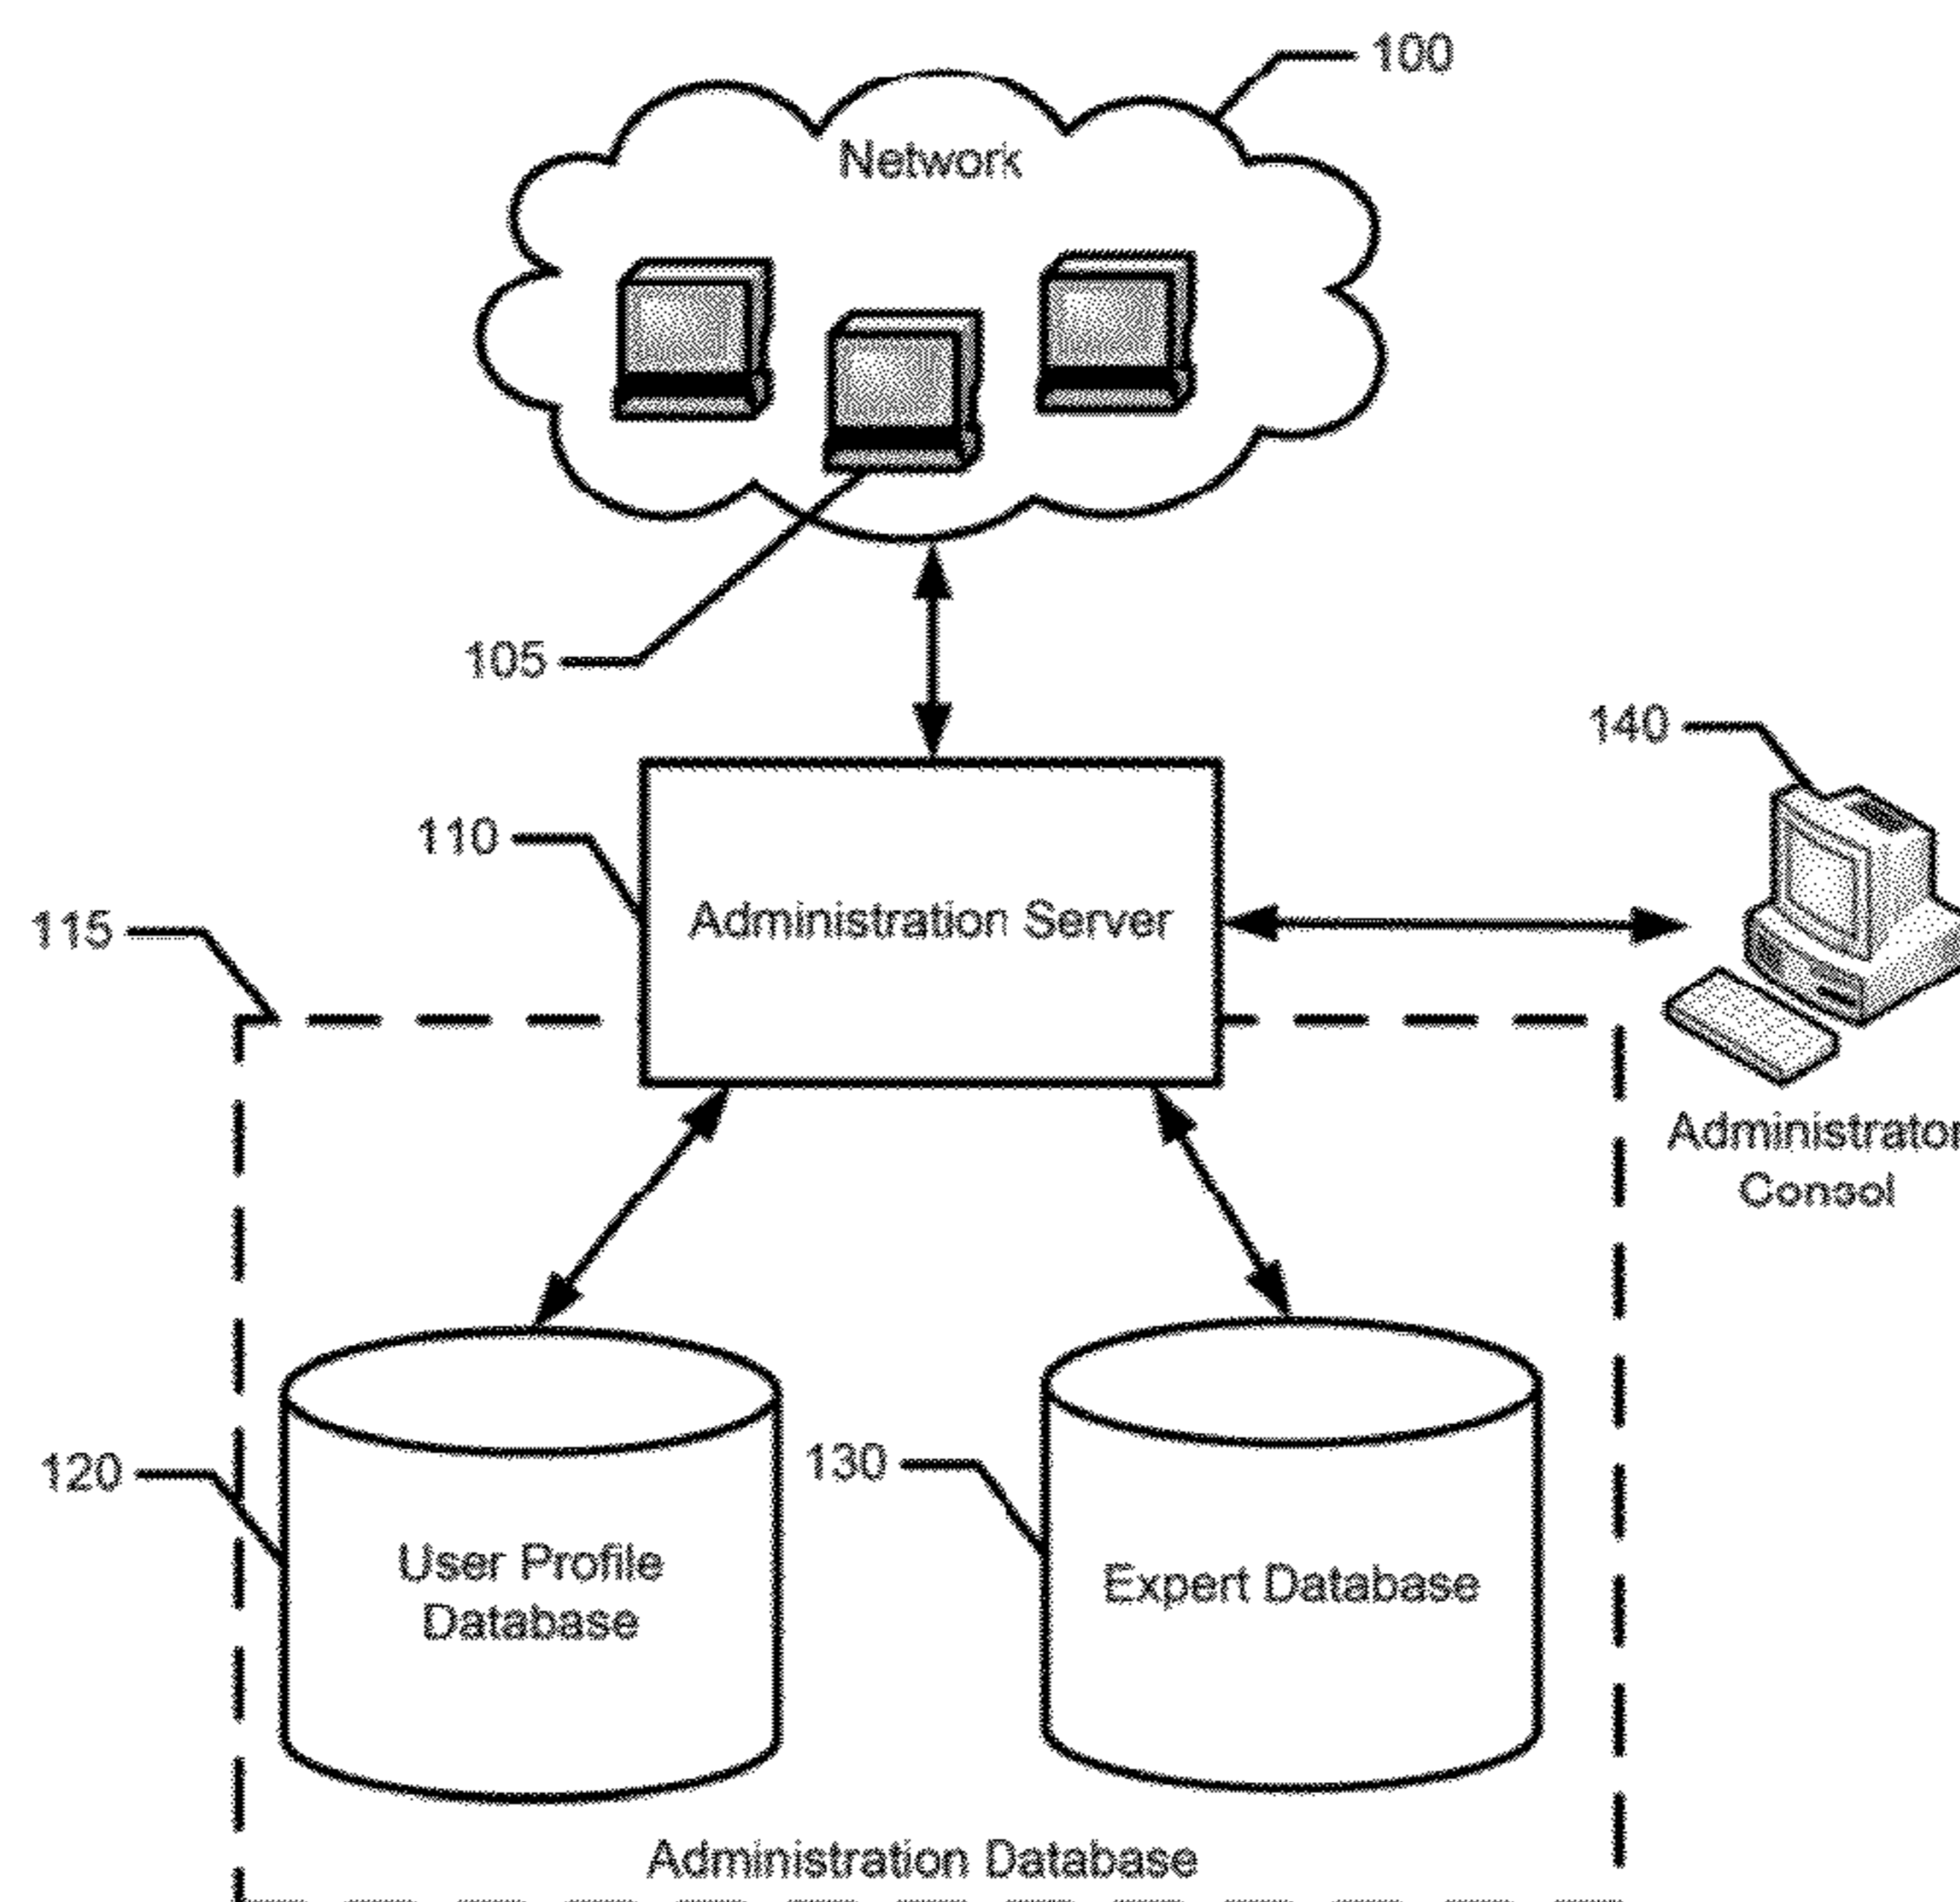 100
Network
105
140
110
Administration Server
115
Administrator
Consol
120
130
User Profile
Database
Expert Database
Administration Database